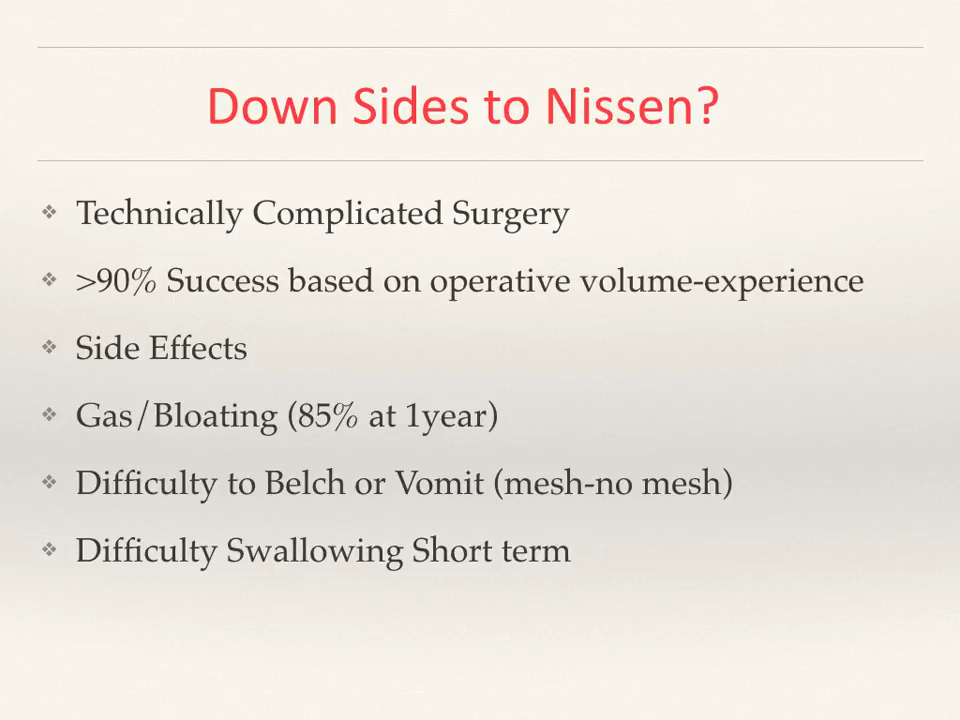 Down Sides to Nissen?
Technically Complicated Surgery
>90% Success based on operative volume-experience
Side Effects
Gas/Bloating (85% at 1year)
Difficulty to Belch or Vomit (mesh-no mesh)
Difficulty Swallowing Short term